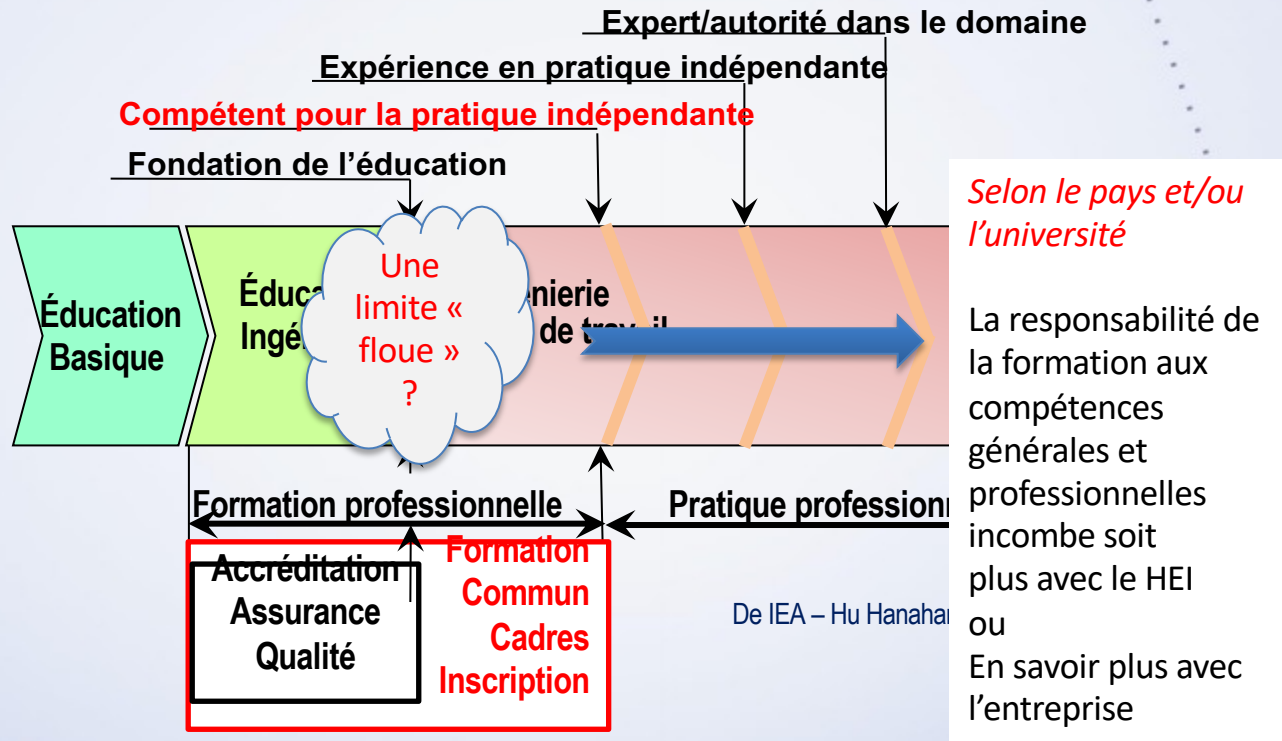 Expert/autorité dans le domaine
Expérience en pratique indépendante
Compétent pour la pratique indépendante
Fondation de l’éducation
Éducation
Basique
Une
limite «
floue »
?
de
Formation professionnelle
Pratique
Accréditation
Assurance
Qualité
Formation
Commun
Cadres
Inscription
De IEA – Hu
Selon le pays et/ou
l’université
La responsabilité de
la formation aux
compétences
générales et
professionnelles
incombe soit
plus avec le HEI
ou
En savoir plus avec
l’entreprise